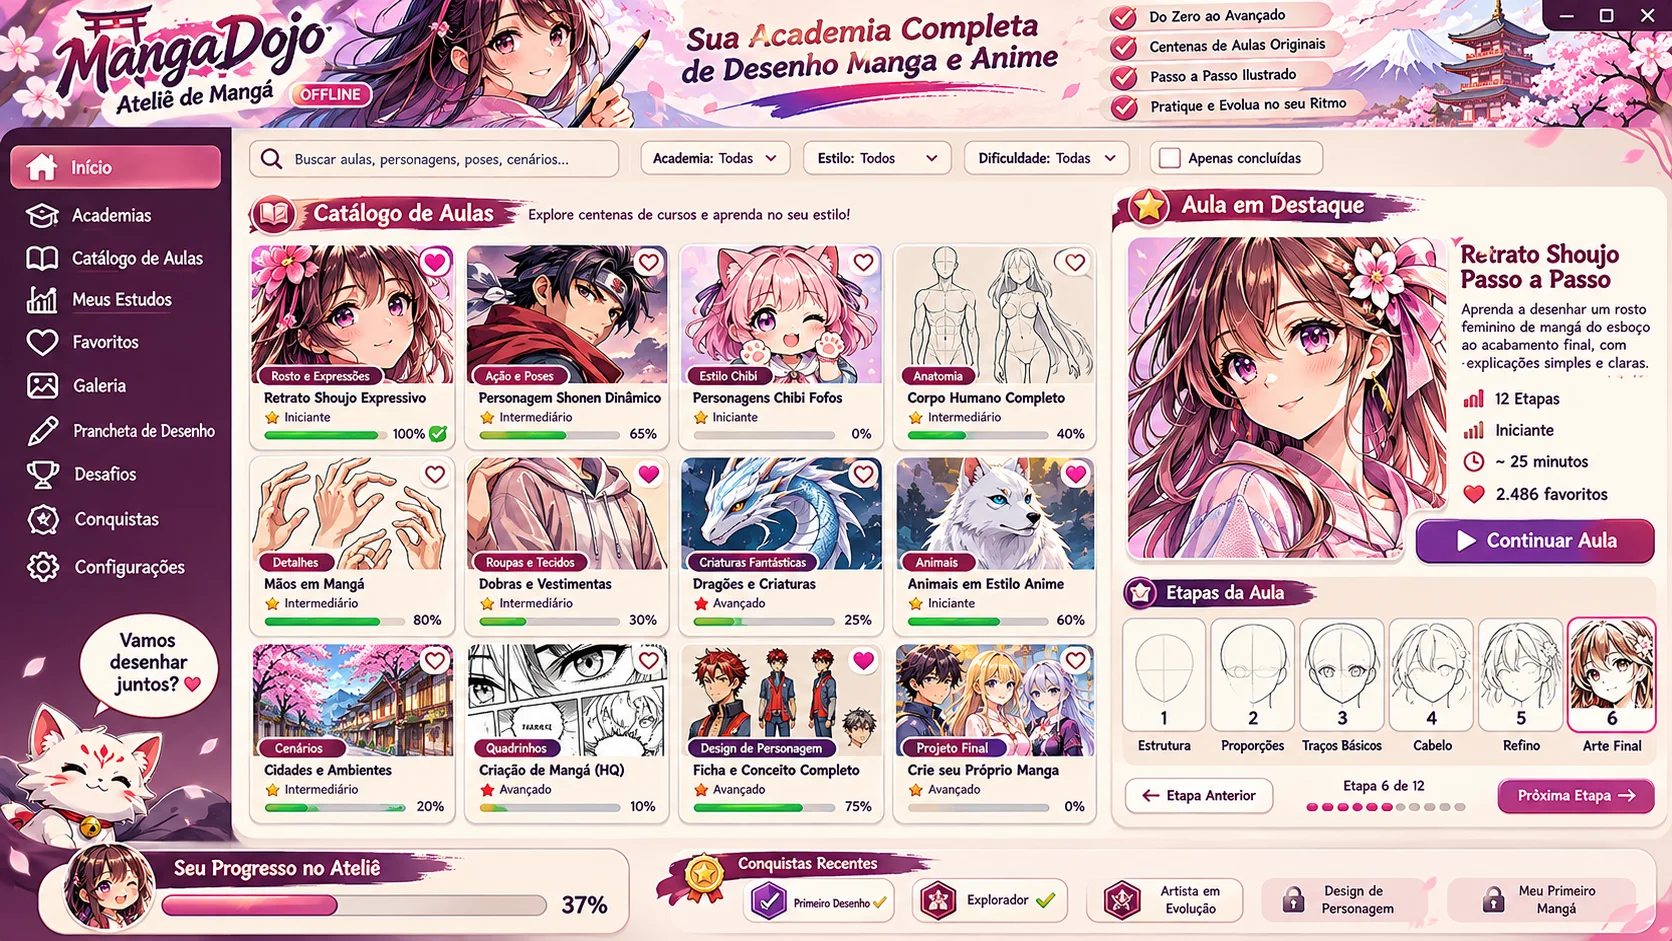 MangaDojo
Ateliê de Mangá
OFFLINE
Sua Academia Completa
de Desenho Manga e Anime
Do Zero ao Avançado
Centenas de Aulas Originais
Passo a Passo Ilustrado
Pratique e Evolua no seu Ritmo
Início
Academias
Catálogo de Aulas
Meus Estudos
Favoritos
Galeria
Prancheta de Desenho
Desafios
Conquistas
Configurações
Vamos
desenhar
juntos?
Buscar aulas, personagens, poses, cenários...
Academia: Todas
Estilo: Todos
Dificuldade: Todas
Apenas concluídas
Catálogo de Aulas
Explore centenas de cursos e aprenda no seu estilo!
Rosto e Expressões
Retrato Shoujo Expressivo
Iniciante
100%
Ação e Poses
Personagem Shonen Dinâmico
Intermediário
65%
Estilo Chibi
Personagens Chibi Fofos
Iniciante
0%
Anatomia
Corpo Humano Completo
Intermediário
40%
Detalhes
Mãos em Mangá
Intermediário
80%
Roupas e Tecidos
Dobras e Vestimentas
Intermediário
30%
Criaturas Fantásticas
Dragões e Criaturas
Avançado
25%
Animais
Animais em Estilo Anime
Iniciante
60%
Cenários
Cidades e Ambientes
Intermediário
20%
Quadrinhos
Criação de Mangá (HQ)
Avançado
10%
Design de Personagem
Ficha e Conceito Completo
Avançado
75%
Projeto Final
Crie seu Próprio Manga
Avançado
0%
Aula em Destaque
Retrato Shoujo
Passo a Passo
Aprenda a desenhar um rosto
feminino de mangá do esboço
ao acabamento final, com
explicações simples e claras.
12 Etapas
Iniciante
~ 25 minutos
2.486 favoritos
Continuar Aula
Etapas da Aula
1
Estrutura
2
Proporções
3
Traços Básicos
4
Cabelo
5
Refino
6
Arte Final
← Etapa Anterior
Etapa 6 de 12
Pròxima Etapa →
Seu Progresso no Ateliê
37%
Conquistas Recentes
Primeiro Desenho
Explorador
Artista em
Evolução
Design de
Personagem
Meu Primeiro
Mangá